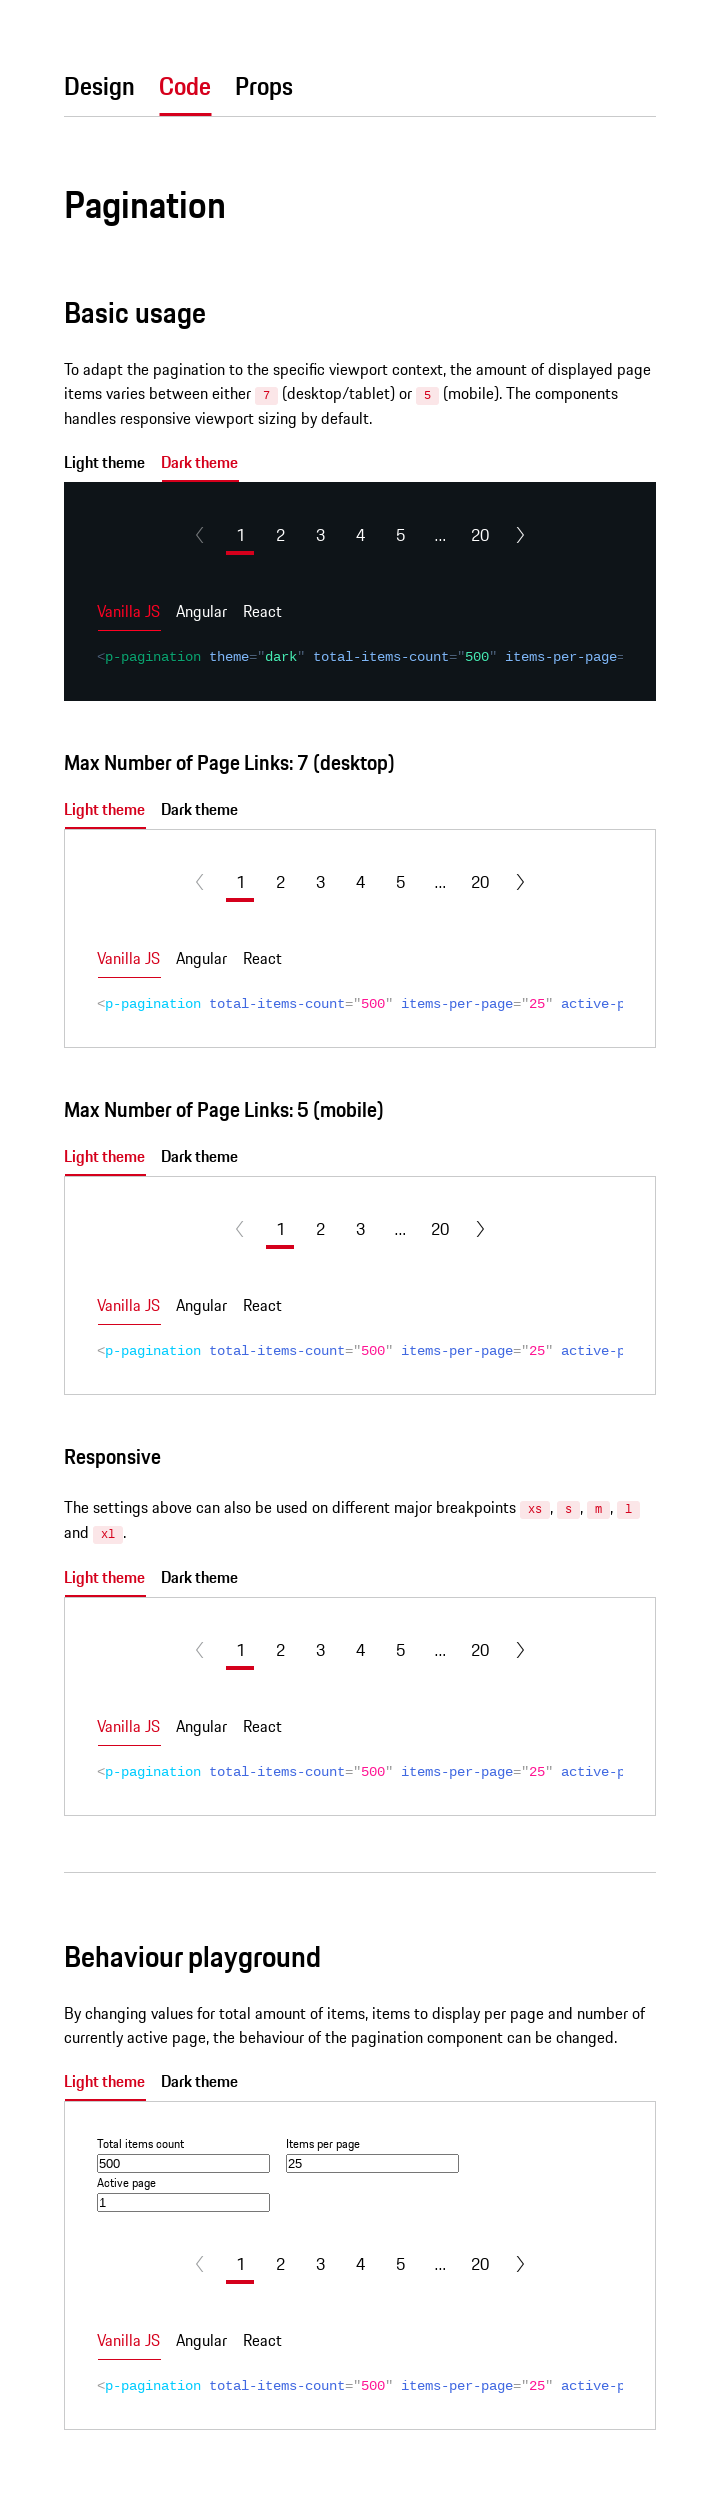 Design Code Props
Pagination
Basic usage
To adapt the pagination to the specific viewport context, the amount of displayed page
items varies between either 7 (desktop/tablet) or 5 (mobile). The components
handles responsive viewport sizing by default.
Light theme Dark theme
1 2 3 4 5 ... 20
Vanilla JS Angular React
<p-pagination theme="dark" total-items-count="500" items-per-page=
Max Number of Page Links: 7 (desktop)
Light theme Dark theme
1 2 3 4 5 ... 20
Vanilla JS Angular React
<p-pagination total-items-count="500" items-per-page="25" active-p
Max Number of Page Links: 5 (mobile)
Light theme Dark theme
1 2 3 ... 20
Vanilla JS Angular React
<p-pagination total-items-count="500" items-per-page="25" active-p
Responsive
The settings above can also be used on different major breakpoints xs, s, m, l
and xl.
Light theme Dark theme
1 2 3 4 5 ... 20
Vanilla JS Angular React
<p-pagination total-items-count="500" items-per-page="25" active-p
Behaviour playground
By changing values for total amount of items, items to display per page and number of
currently active page, the behaviour of the pagination component can be changed.
Light theme Dark theme
Total items count Items per page
500 25
Active page
1
1 2 3 4 5 ... 20
Vanilla JS Angular React
<p-pagination total-items-count="500" items-per-page="25" active-p